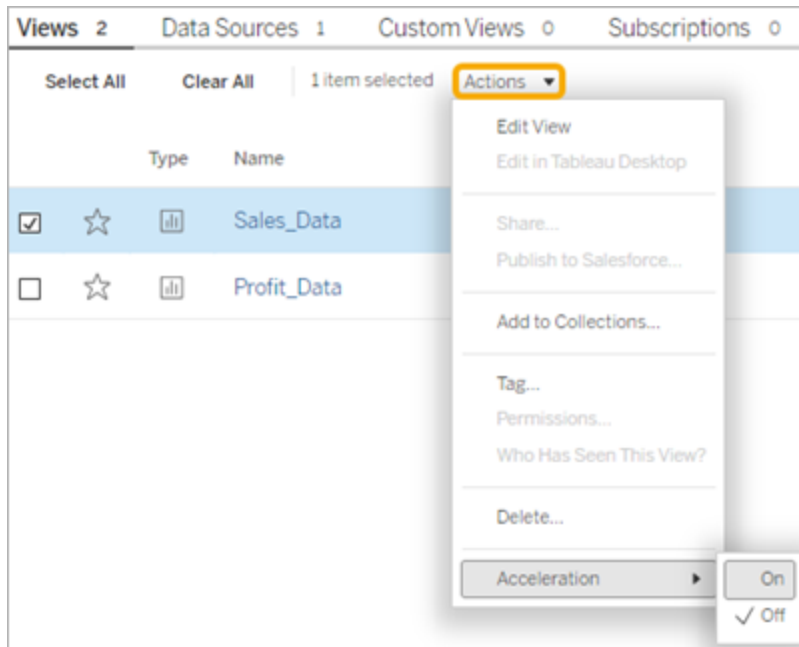 Views 2 Data Sources 1 Custom Views 0 Subscriptions 0
Select All Clear All 1 item selected Actions
Type Name
Sales_Data
Profit_Data
Edit View
Edit in Tableau Desktop
Share...
Publish to Salesforce...
Add to Collections...
Tag...
Permissions...
Who Has Seen This View?
Delete...
Acceleration
On
Off